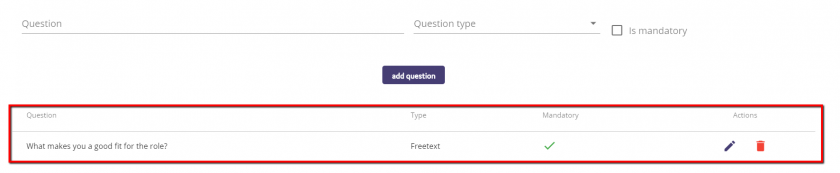 Question Question type Is mandatory
add question
Question Type Mandatory Actions
What makes you a good fit for the role? Freetext